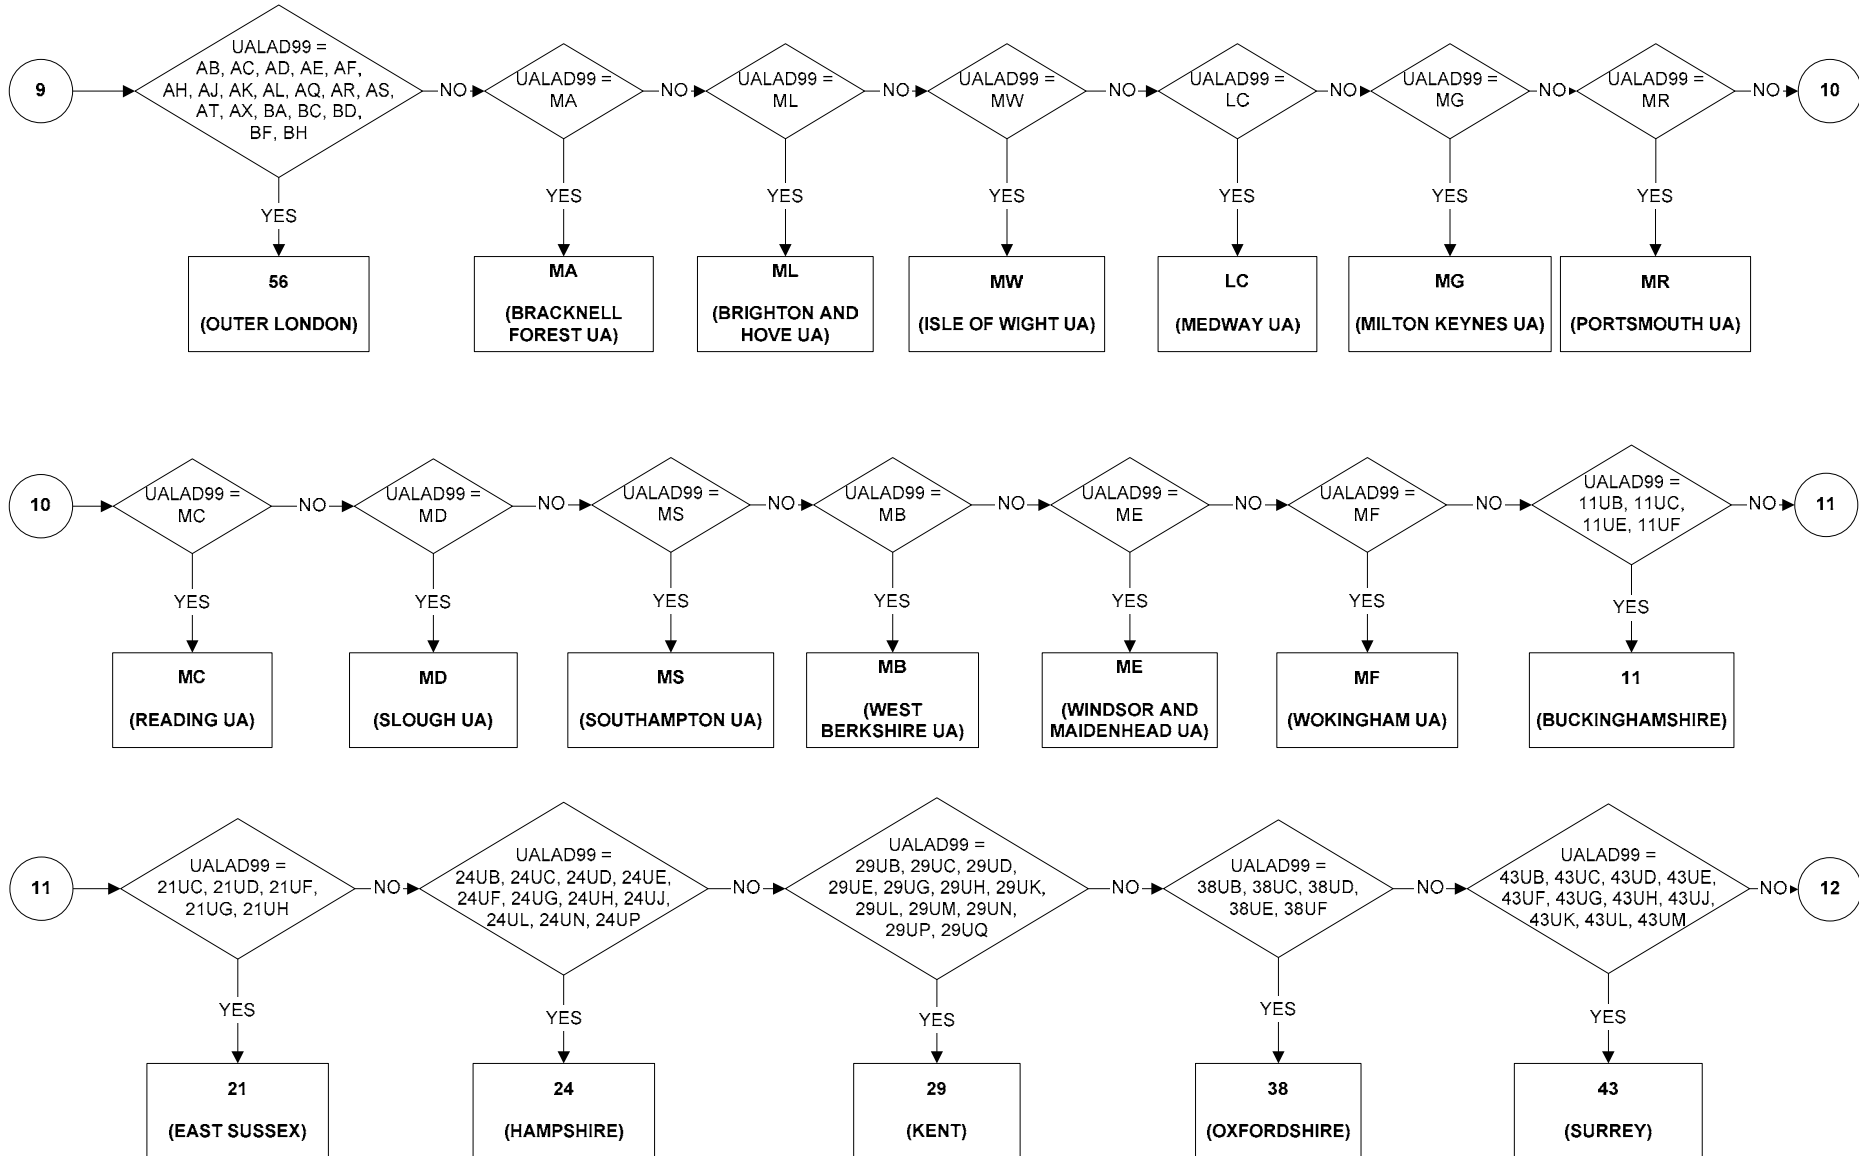 9
UALAD99 =
AB, AC, AD, AE, AF,
AH, AJ, AK, AL, AQ, AR, AS,
AT, AX, BA, BC, BD,
BF, BH
NO
UALAD99 =
MA
NO
UALAD99 =
ML
NO
UALAD99 =
MW
NO
UALAD99 =
LC
NO
UALAD99 =
MG
NO
UALAD99 =
MR
NO
10
YES
YES
YES
YES
YES
YES
YES
56
(OUTER LONDON)
MA
(BRACKNELL
FOREST UA)
ML
(BRIGHTON AND
HOVE UA)
MW
(ISLE OF WIGHT UA)
LC
(MEDWAY UA)
MG
(MILTON KEYNES UA)
MR
(PORTSMOUTH UA)
10
UALAD99 =
MC
NO
UALAD99 =
MD
NO
UALAD99 =
MS
NO
UALAD99 =
MB
NO
UALAD99 =
ME
NO
UALAD99 =
MF
NO
UALAD99 =
11UB, 11UC,
11UE, 11UF
NO
11
YES
YES
YES
YES
YES
YES
YES
MC
(READING UA)
MD
(SLOUGH UA)
MS
(SOUTHAMPTON UA)
MB
(WEST
BERKSHIRE UA)
ME
(WINDSOR AND
MAIDENHEAD UA)
MF
(WOKINGHAM UA)
11
(BUCKINGHAMSHIRE)
11
UALAD99 =
21UC, 21UD, 21UF,
21UG, 21UH
NO
UALAD99 =
24UB, 24UC, 24UD, 24UE,
24UF, 24UG, 24UH, 24UJ,
24UL, 24UN, 24UP
NO
UALAD99 =
29UB, 29UC, 29UD,
29UE, 29UG, 29UH, 29UK,
29UL, 29UM, 29UN,
29UP, 29UQ
NO
UALAD99 =
38UB, 38UC, 38UD,
38UE, 38UF
NO
UALAD99 =
43UB, 43UC, 43UD, 43UE,
43UF, 43UG, 43UH, 43UJ,
43UK, 43UL, 43UM
NO
12
YES
YES
YES
YES
YES
21
(EAST SUSSEX)
24
(HAMPSHIRE)
29
(KENT)
38
(OXFORDSHIRE)
43
(SURREY)